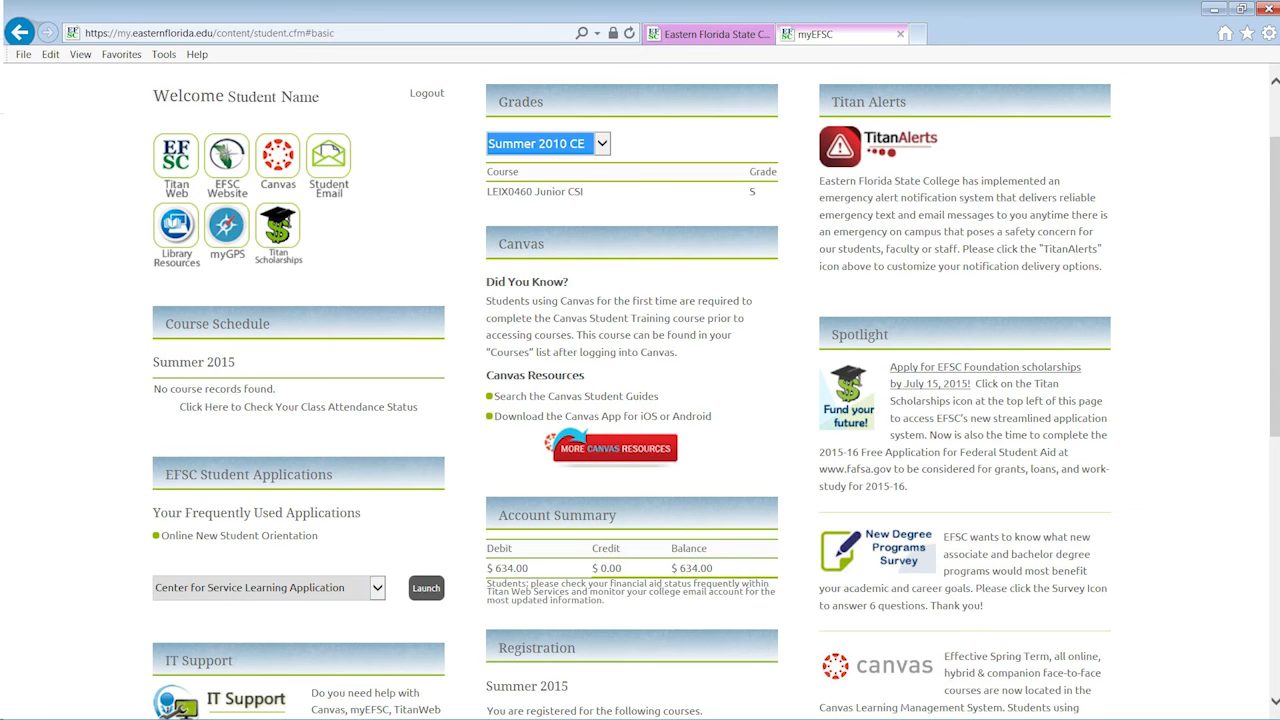 https://my.easternflorida.edu/content/student.cfm#basic
Eastern Florida State C...
myEFSC
File Edit View Favorites Tools Help
Welcome Student Name
Logout
EF
SC
Titan
Web
EFSC
Website
Canvas
Student
Email
Library
Resources
myGPS
Titan
Scholarships
Course Schedule
Summer 2015
No course records found.
Click Here to Check Your Class Attendance Status
EFSC Student Applications
Your Frequently Used Applications
Online New Student Orientation
Center for Service Learning Application
Launch
IT Support
IT Support
Do you need help with
Canvas, myEFSC, TitanWeb
Grades
Summer 2010 CE
Course Grade
LEIX0460 Junior CSI S
Canvas
Did You Know?
Students using Canvas for the first time are required to
complete the Canvas Student Training course prior to
accessing courses. This course can be found in your
"Courses" list after logging into Canvas.
Canvas Resources
Search the Canvas Student Guides
Download the Canvas App for iOS or Android
MORE CANVAS RESOURCES
Account Summary
Debit Credit Balance
$ 634.00 $ 0.00 $ 634.00
Students: please check your financial aid status frequently within
Titan Web Services and monitor your college email account for the
most updated information.
Registration
Summer 2015
You are registered for the following courses.
Titan Alerts
TitanAlerts
Eastern Florida State College has implemented an
emergency alert notification system that delivers reliable
emergency text and email messages to you anytime there is
an emergency on campus that poses a safety concern for
our students, faculty or staff. Please click the "TitanAlerts"
icon above to customize your notification delivery options.
Spotlight
Fund your
future!
Apply for EFSC Foundation scholarships
by July 15, 2015! Click on the Titan
Scholarships icon at the top left of this page
to access EFSC's new streamlined application
system. Now is also the time to complete the
2015-16 Free Application for Federal Student Aid at
www.fafsa.gov to be considered for grants, loans, and work-
study for 2015-16.
New Degree
Programs
Survey
EFSC wants to know what new
associate and bachelor degree
programs would most benefit
your academic and career goals. Please click the Survey Icon
to answer 6 questions. Thank you!
canvas
Effective Spring Term, all online,
hybrid & companion face-to-face
courses are now located in the
Canvas Learning Management System. Students using